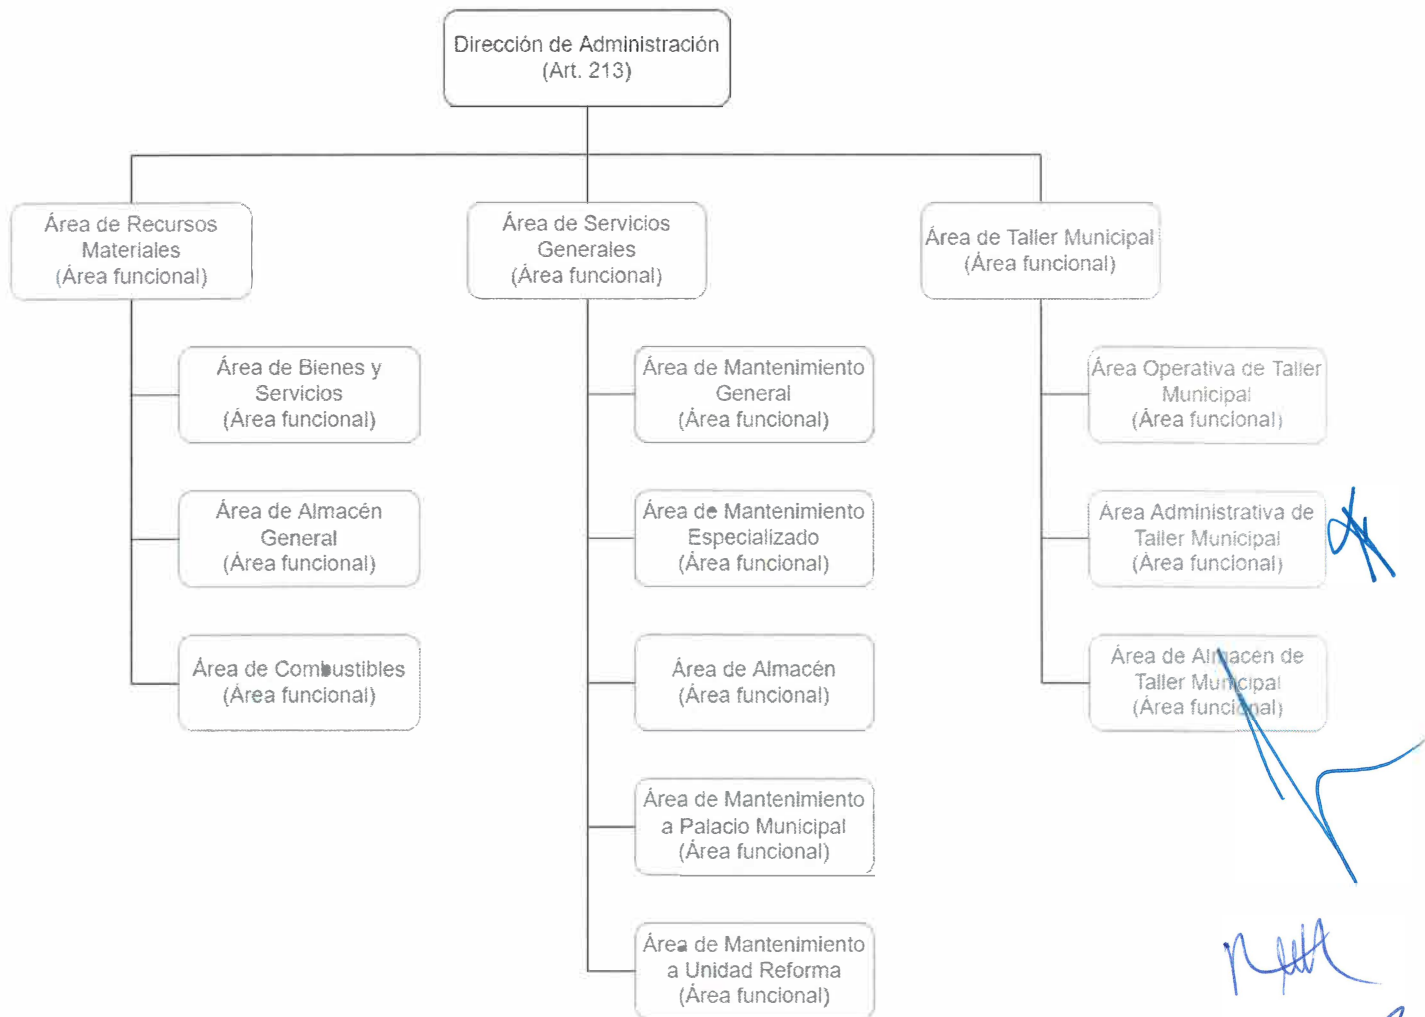 Dirección de Administración
(Art. 213)
Área de Recursos
Materiales
(Área funcional)
Área de Servicios
Generales
(Área funcional)
Área de Taller Municipal
(Área funcional)
Área de Bienes y
Servicios
(Área funcional)
Área de Mantenimiento
General
(Área funcional)
Área Operativa de Taller
Municipal
(Área funcional)
Área de Almacén
General
(Área funcional)
Área de Mantenimiento
Especializado
(Área funcional)
Área Administrativa de
Taller Municipal
(Área funcional)
Área de Combustibles
(Área funcional)
Área de Almacén
(Área funcional)
Área de Almacén de
Taller Municipal
(Área funcional)
Área de Mantenimiento
a Palacio Municipal
(Área funcional)
Área de Mantenimiento
a Unidad Reforma
(Área funcional)